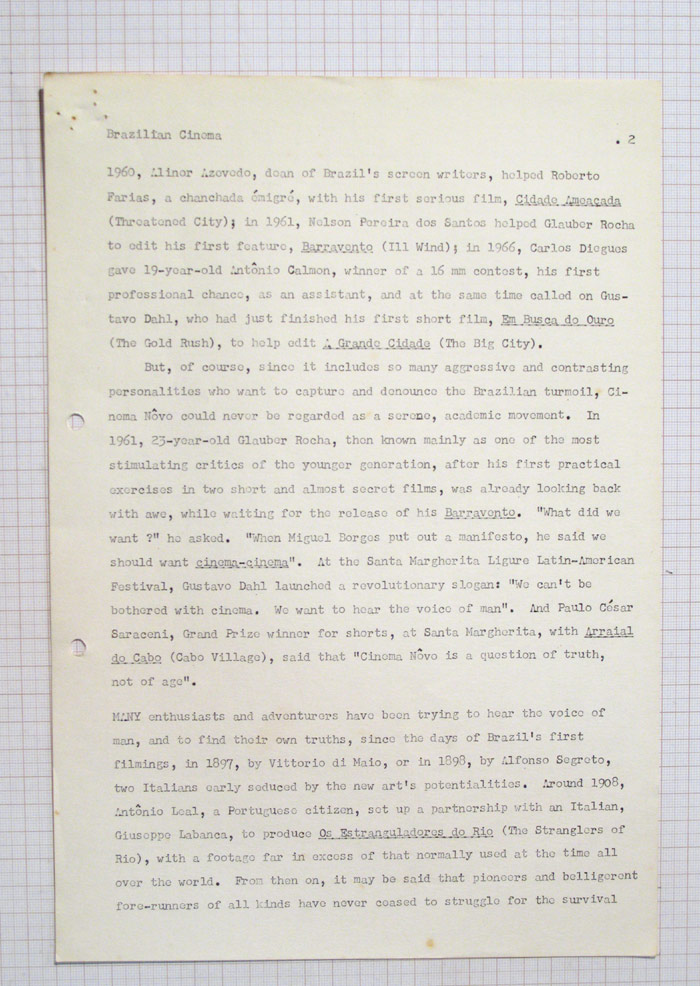 Brazilian Cinema
. 2
1960, Alinor Azevedo, dean of Brazil's screen writers, helped Roberto
Farias, a chanchada émigré, with his first serious film, Cidade Ameaçada
(Threatened City); in 1961, Nelson Pereira dos Santos helped Glauber Rocha
to edit his first feature, Barravento (Ill Wind); in 1966, Carlos Diegues
gave 19-year-old Antônio Calmon, winner of a 16 mm contest, his first
professional chance, as an assistant, and at the same time called on Gus-
tavo Dahl, who had just finished his first short film, Em Busca do Ouro
(The Gold Rush), to help edit A Grande Cidade (The Big City).
But, of course, since it includes so many aggressive and contrasting
personalities who want to capture and denounce the Brazilian turmoil, Ci-
nema Nôvo could never be regarded as a serene, academic movement. In
1961, 23-year-old Glauber Rocha, then known mainly as one of the most
stimulating critics of the younger generation, after his first practical
exercises in two short and almost secret films, was already looking back
with awe, while waiting for the release of his Barravento. "What did we
want ?" he asked. "When Miguel Borges put out a manifesto, he said we
should want cinema-cinema". At the Santa Margherita Ligure Latin-American
Festival, Gustavo Dahl launched a revolutionary slogan: "We can't be
bothered with cinema. We want to hear the voice of man". And Paulo César
Saraceni, Grand Prize winner for shorts, at Santa Margherita, with Arraial
do Cabo (Cabo Village), said that "Cinema Nôvo is a question of truth,
not of age".
MANY enthusiasts and adventurers have been trying to hear the voice of
man, and to find their own truths, since the days of Brazil's first
filmings, in 1897, by Vittorio di Maio, or in 1898, by Alfonso Segreto,
two Italians early seduced by the new art's potentialities. Around 1908,
Antônio Leal, a Portuguese citizen, set up a partnership with an Italian,
Giuseppe Labanca, to produce Os Estranguladores do Rio (The Stranglers of
Rio), with a footage far in excess of that normally used at the time all
over the world. From then on, it may be said that pioneers and belligerent
fore-runners of all kinds have never ceased to struggle for the survival